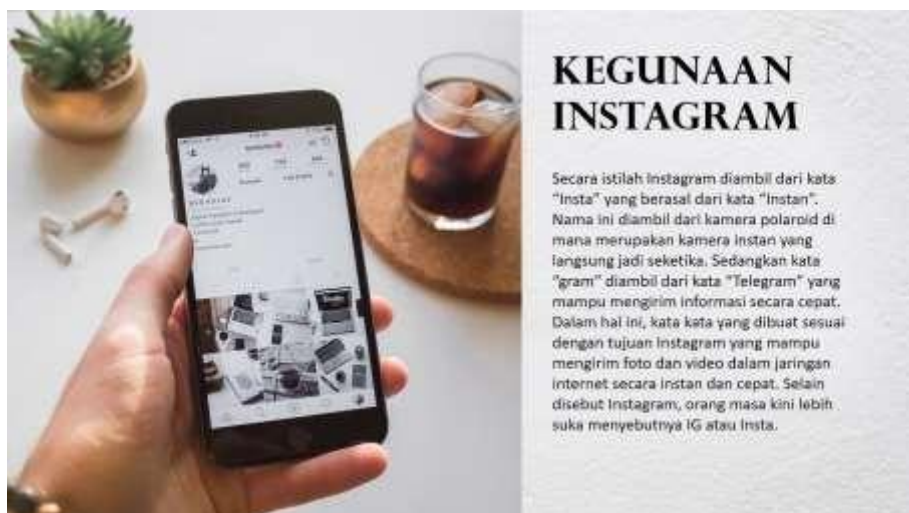 KEGUNAAN
INSTAGRAM
Secara istilah Instagram diambil dari kata
"Insta" yang berasal dari kata "Instan".
Nama ini diambil dari kamera polaroid di
mana merupakan kamera instan yang
langsung jadi seketika. Sedangkan kata
"gram" diambil dari kata "Telegram" yang
mampu mengirim informasi secara cepat.
Dalam hal ini, kata kata yang dibuat sesuai
dengan tujuan Instagram yang mampu
mengirim foto dan video dalam jaringan
internet secara instan dan cepat. Selain
disebut Instagram, orang masa kini lebih
suka menyebutnya IG atau Insta.